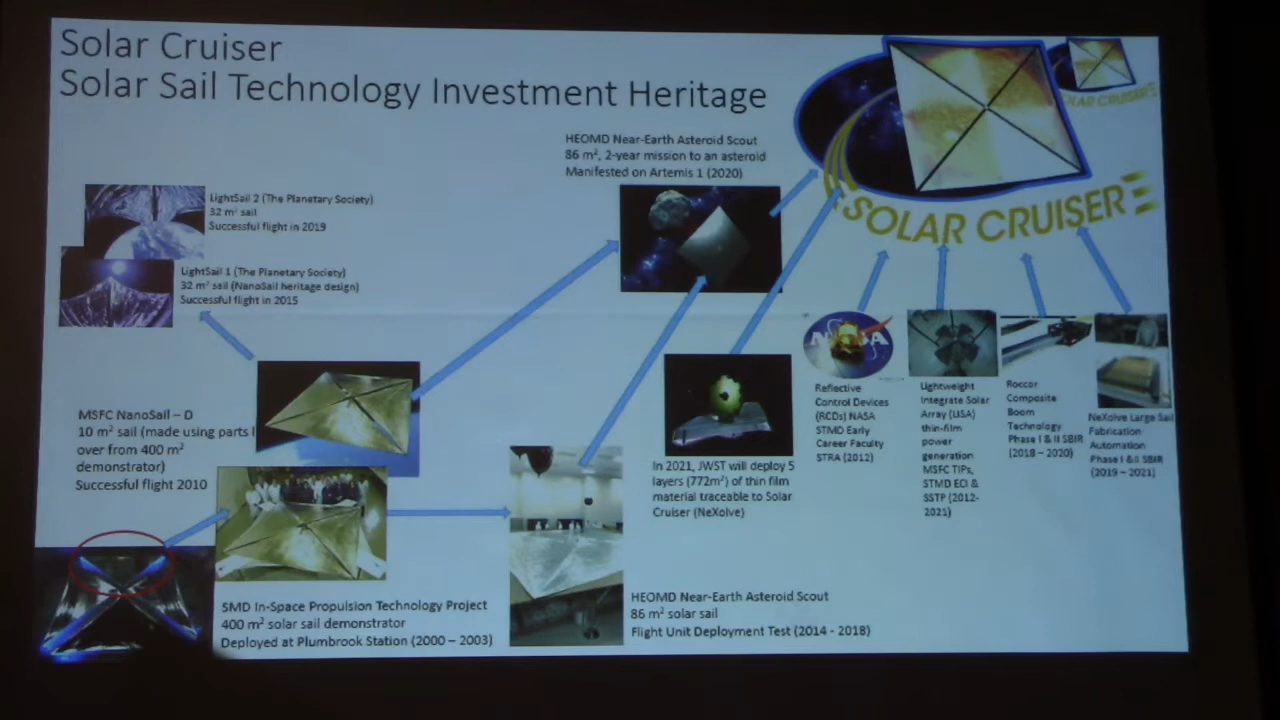 Solar Cruiser
Solar Sail Technology Investment Heritage
HEOMD Near-Earth Asteroid Scout
86 m², 2-year mission to an asteroid
Manifested on Artemis 1 (2020)
SOLAR CRUISER
LAR CRUISER
LightSail 2 (The Planetary Society)
32 m² sail
Successful flight in 2019
LightSail 1 (The Planetary Society)
32 m² sail (NanoSail heritage design)
Successful flight in 2015
MSFC NanoSail – D
10 m² sail (made using parts l
over from 400 m²
demonstrator)
Successful flight 2010
SMD In-Space Propulsion Technology Project
400 m² solar sail demonstrator
Deployed at Plumbrook Station (2000 – 2003)
HEOMD Near-Earth Asteroid Scout
86 m² solar sail
Flight Unit Deployment Test (2014 - 2018)
In 2021, JWST will deploy 5
layers (772m²) of thin film
material traceable to Solar
Cruiser (NeXolve)
NASA
Reflective
Control Devices
(RCDs) NASA
STMD Early
Career Faculty
STRA (2012)
Lightweight
Integrate Solar
Array (LISA)
thin-film
power
generation
MSFC TIPs,
STMD ECI &
SSTP (2012-
2021)
Roccor
Composite
Boom
Technology
Phase I & II SBIR
(2018 – 2020)
NeXolve Large Sail
Fabrication
Automation
Phase I & II SBIR
(2019 – 2021)